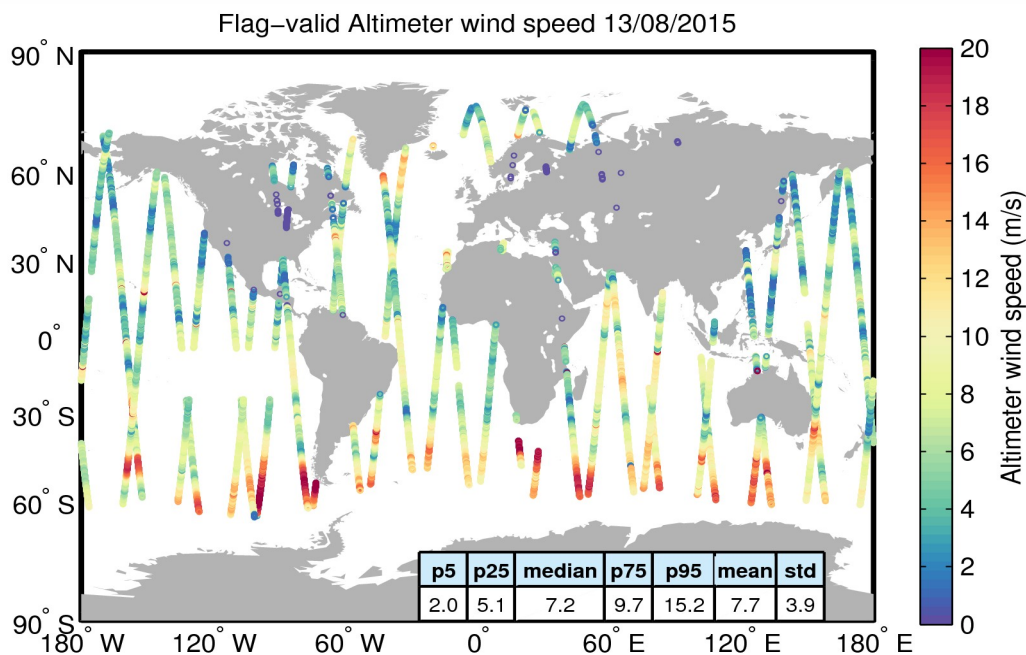 Flag−valid Altimeter wind speed 13/08/2015
90° N
60° N
30° N
0°
30° S
60° S
90° S
180° W
120° W
60° W
0°
60° E
120° E
180° E
p5 p25 median p75 p95 mean std
2.0 5.1 7.2 9.7 15.2 7.7 3.9
20
18
16
14
12
10
8
6
4
2
0
Altimeter wind speed (m/s)